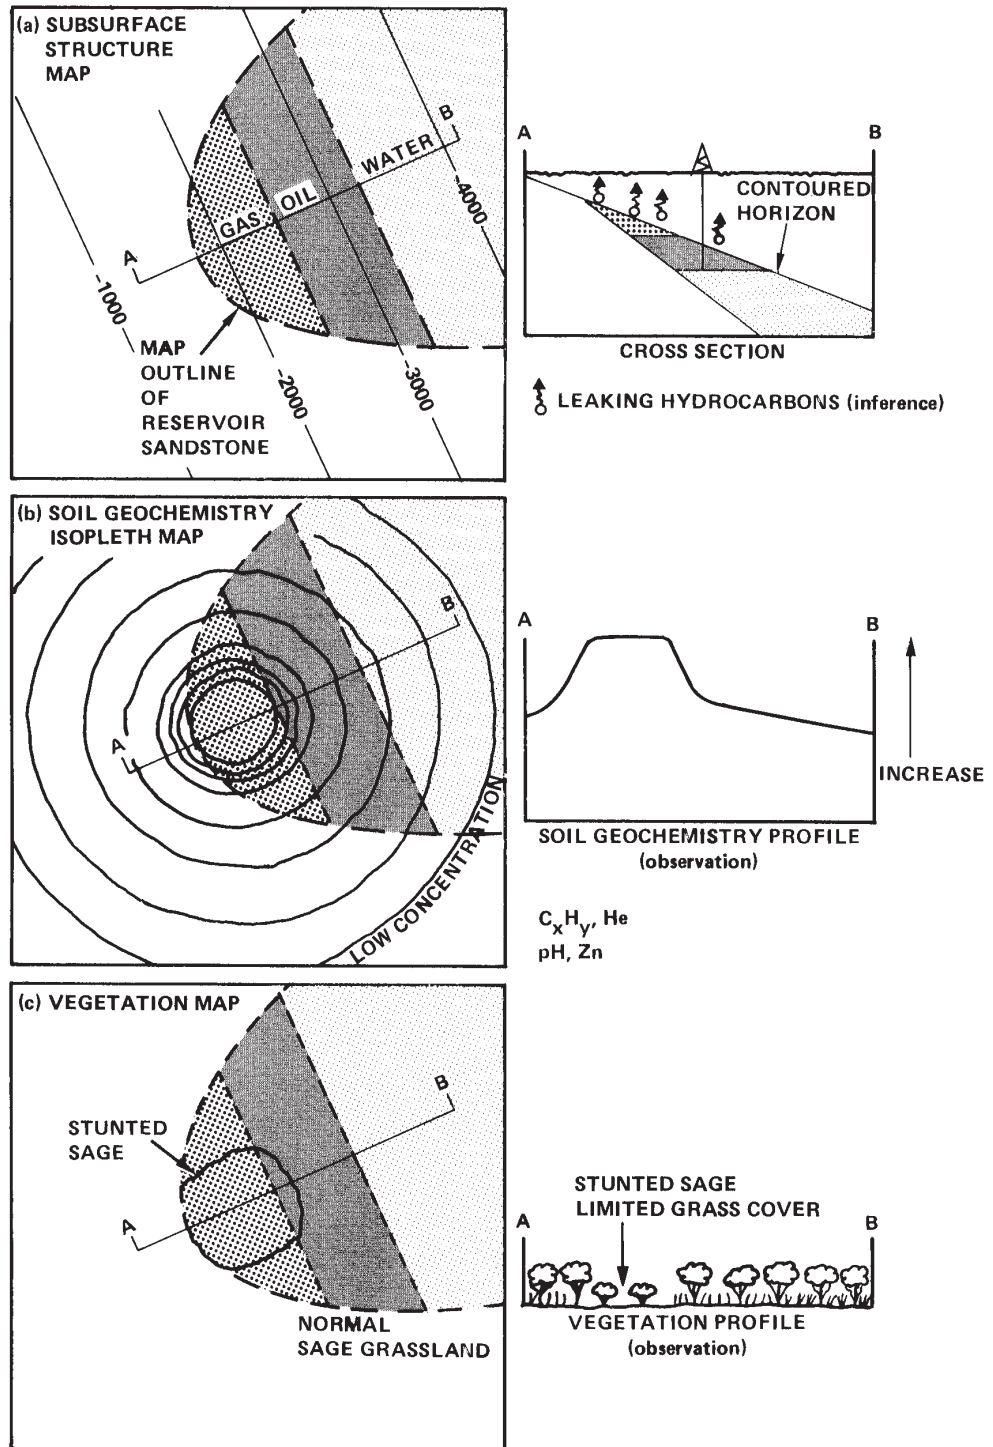 (a) SUBSURFACE
STRUCTURE
MAP
A
B
GAS
OIL
WATER
-1000
-2000
-3000
-4000
MAP
OUTLINE
OF
RESERVOIR
SANDSTONE
A
B
CONTOURED
HORIZON
CROSS SECTION
LEAKING HYDROCARBONS (inference)
(b) SOIL GEOCHEMISTRY
ISOPLETH MAP
A
B
LOW CONCENTRATION
A
B
INCREASE
SOIL GEOCHEMISTRY PROFILE
(observation)
CxHy, He
pH, Zn
(c) VEGETATION MAP
STUNTED
SAGE
A
B
NORMAL
SAGE GRASSLAND
STUNTED SAGE
LIMITED GRASS COVER
A
B
VEGETATION PROFILE
(observation)